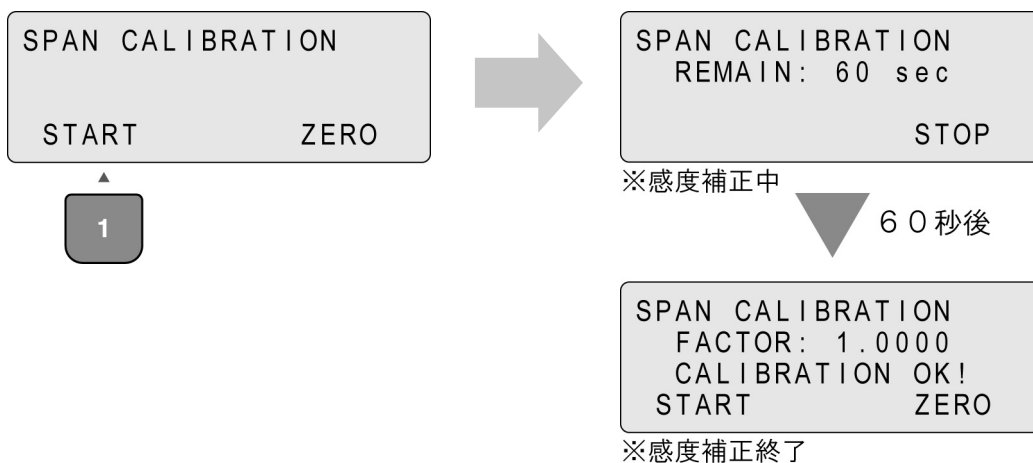 SPAN CALIBRATION
START ZERO
1
SPAN CALIBRATION
REMAIN: 60 sec
STOP
※感度補正中
６０秒後
SPAN CALIBRATION
FACTOR: 1.0000
CALIBRATION OK!
START ZERO
※感度補正終了